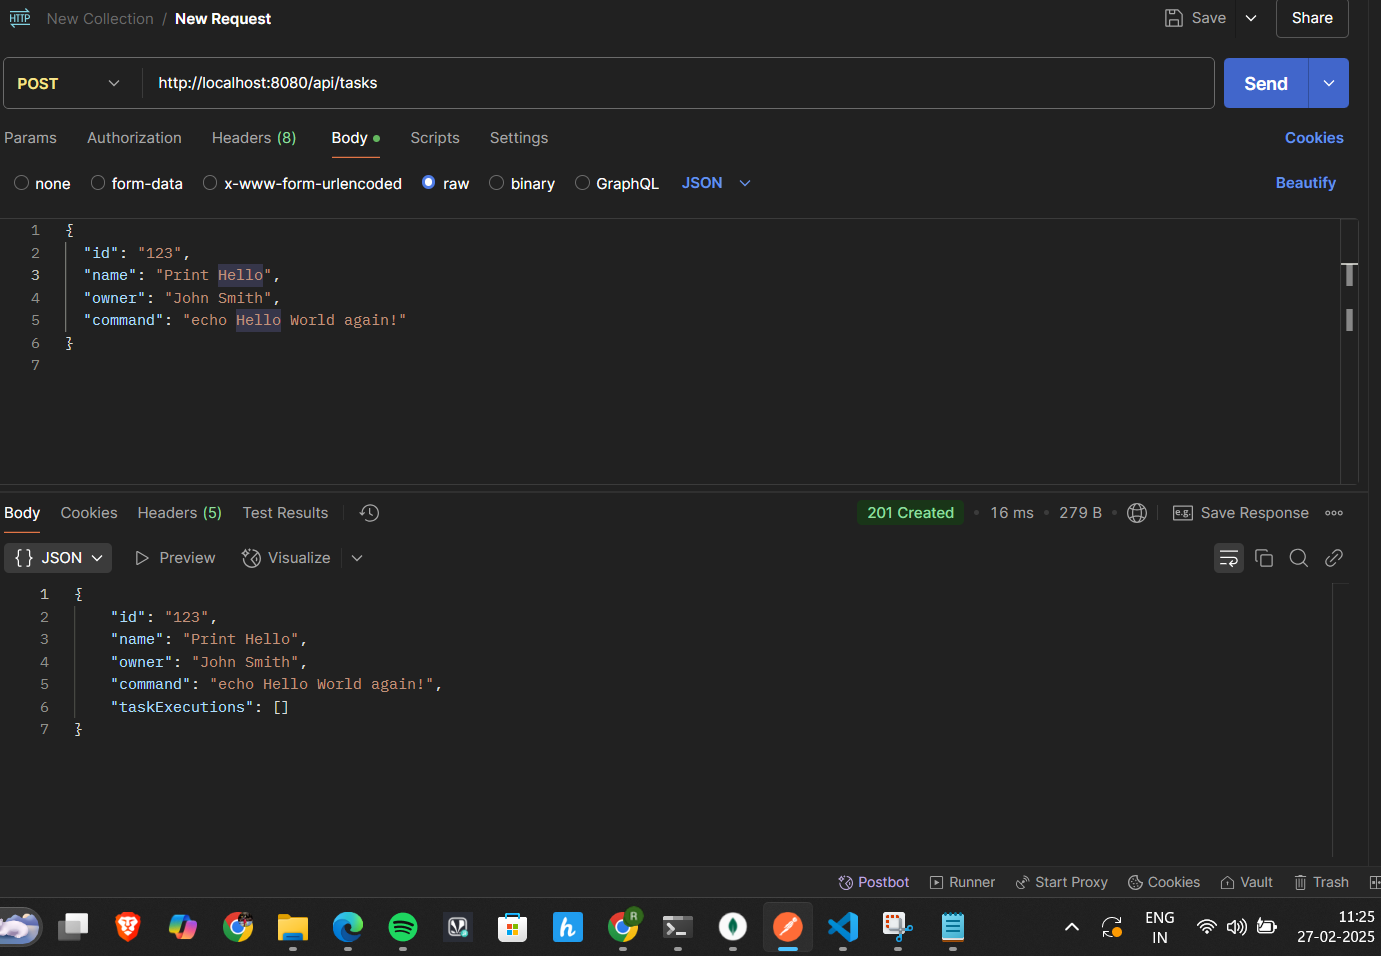 HTTP New Collection / New Request Save Share
POST http://localhost:8080/api/tasks Send
Params Authorization Headers (8) Body Scripts Settings Cookies
none form-data x-www-form-urlencoded raw binary GraphQL JSON Beautify
1 {
2 "id": "123",
3 "name": "Print Hello",
4 "owner": "John Smith",
5 "command": "echo Hello World again!"
6 }
7
Body Cookies Headers (5) Test Results 201 Created • 16 ms • 279 B e.g. Save Response
{} JSON Preview Visualize
1 {
2 "id": "123",
3 "name": "Print Hello",
4 "owner": "John Smith",
5 "command": "echo Hello World again!",
6 "taskExecutions": []
7 }
Postbot Runner Start Proxy Cookies Vault Trash
h R ENG 11:25
IN 27-02-2025